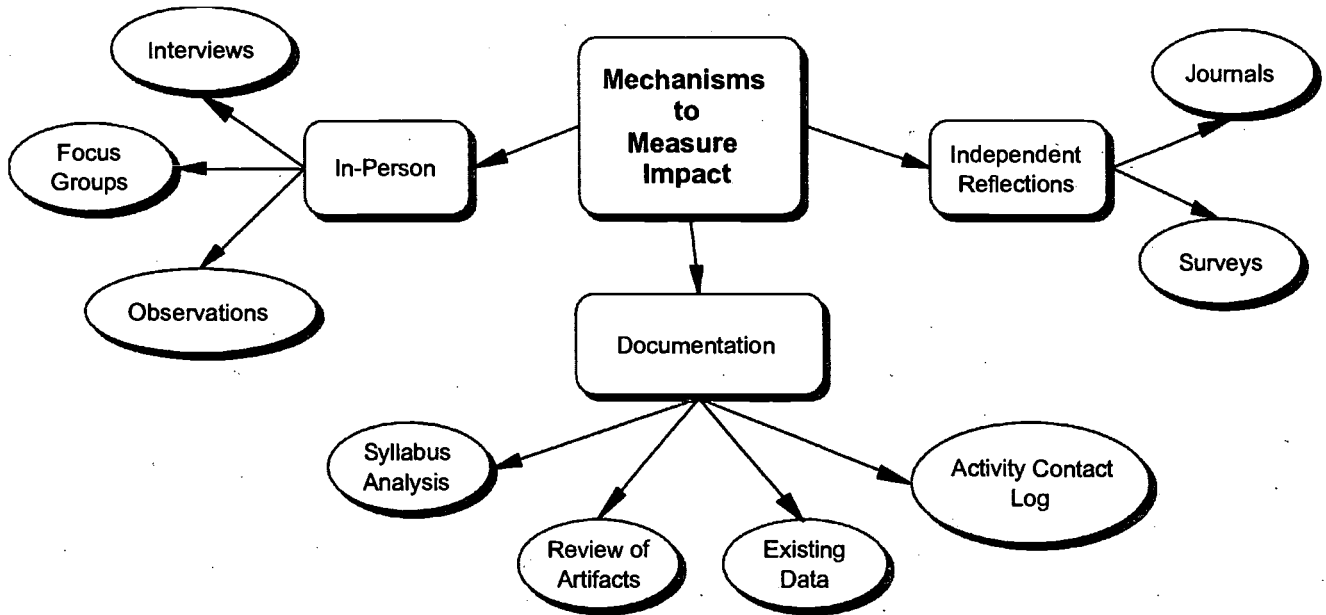 Mechanisms
to
Measure
Impact
In-Person
Interviews
Focus
Groups
Observations
Independent
Reflections
Journals
Surveys
Documentation
Syllabus
Analysis
Review of
Artifacts
Existing
Data
Activity Contact
Log